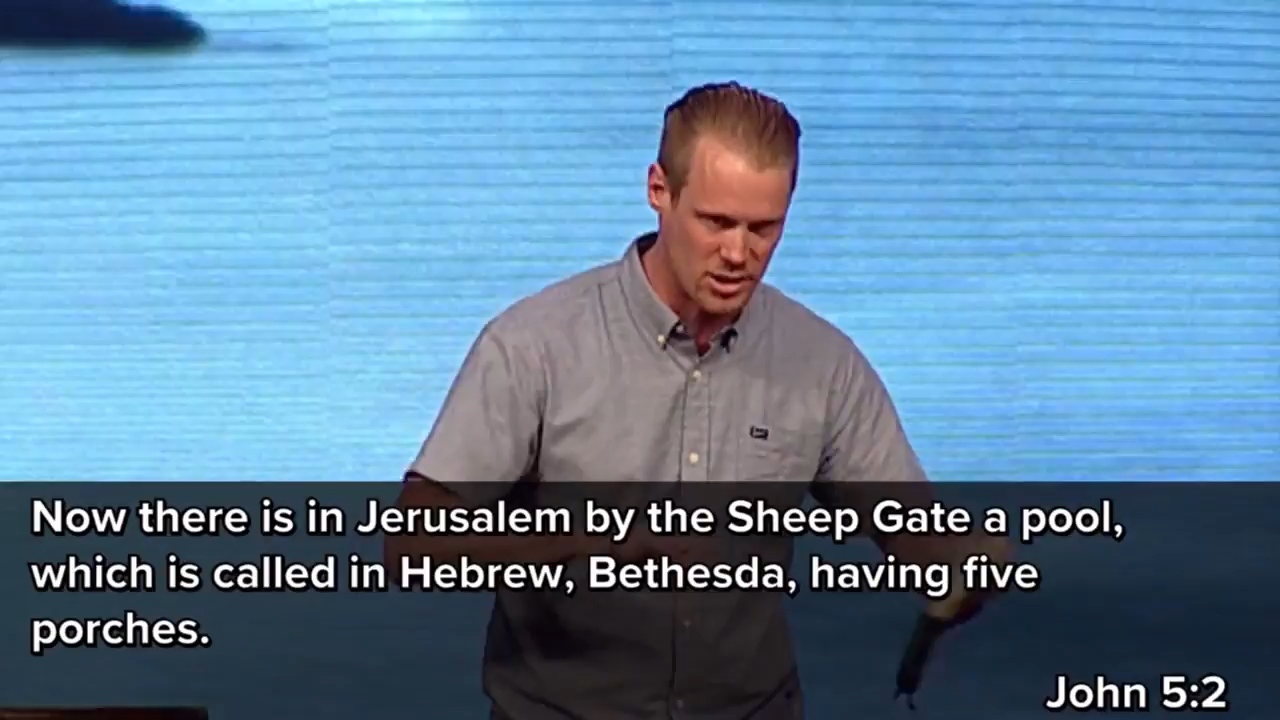 Now there is in Jerusalem by the Sheep Gate a pool,
which is called in Hebrew, Bethesda, having five
porches.
John 5:2